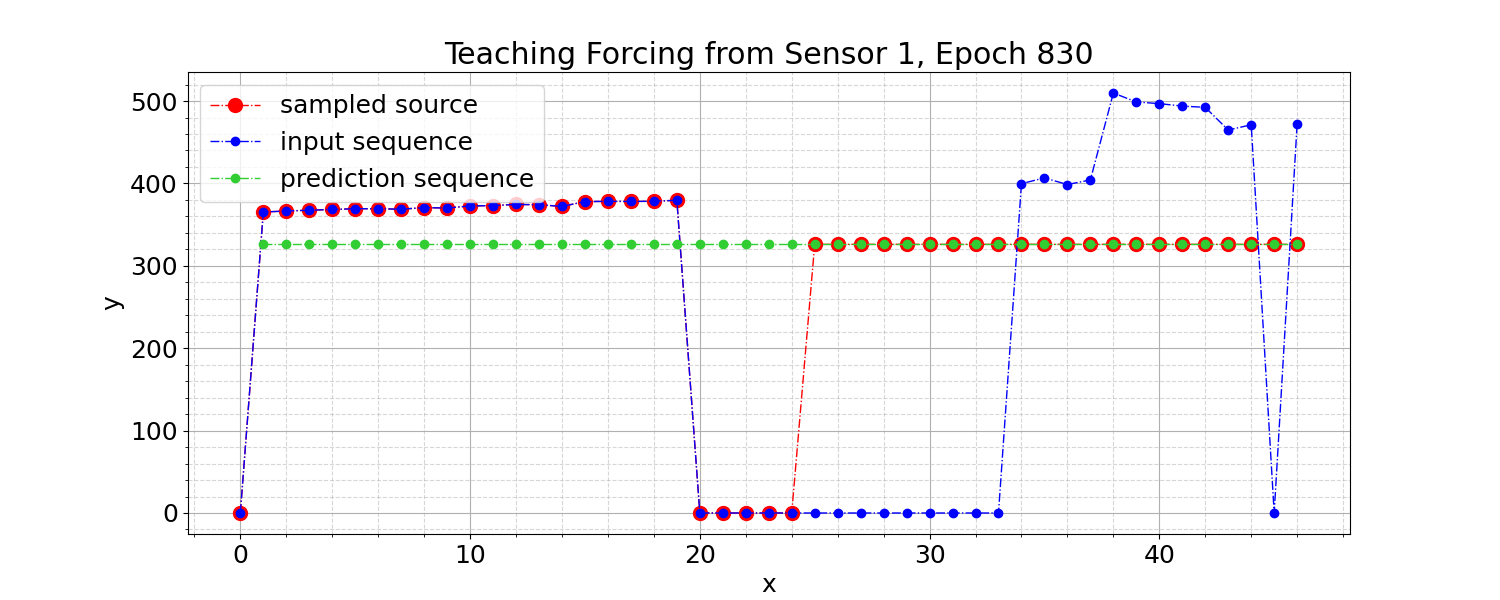 Teaching Forcing from Sensor 1, Epoch 830
sampled source
input sequence
prediction sequence
500
400
300
200
100
0
y
0 10 20 30 40
x